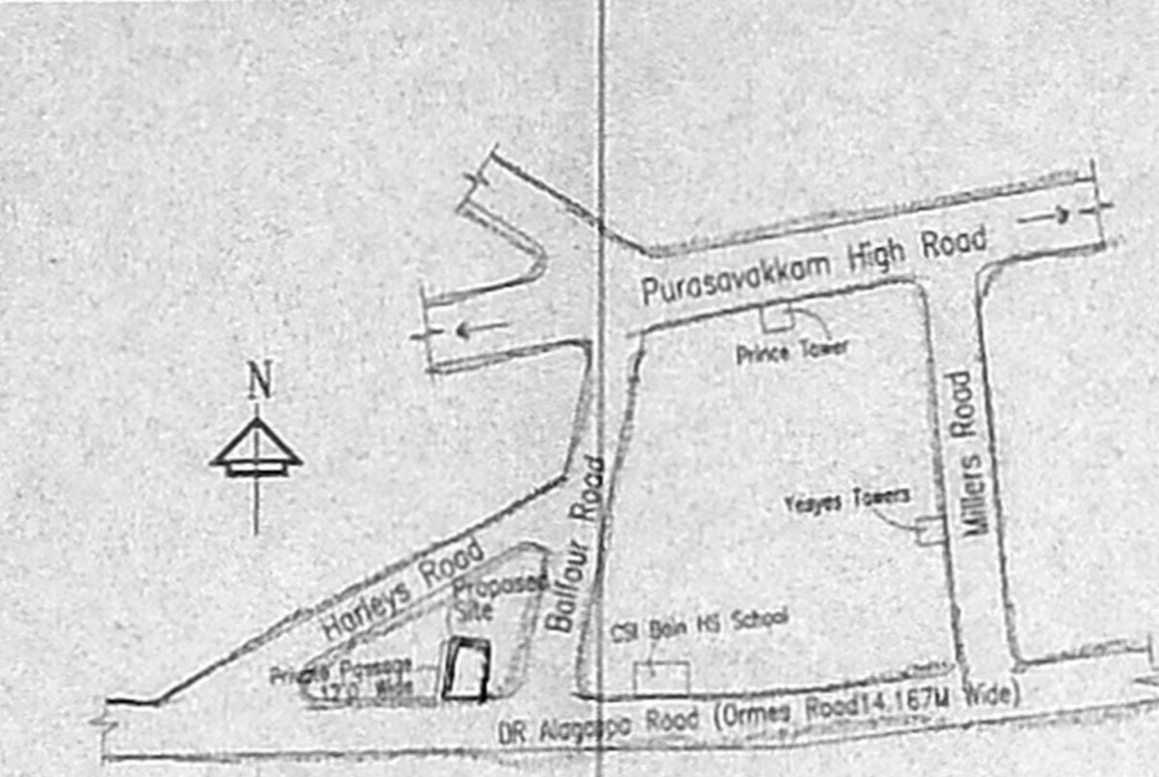 Purasavakkam High Road
Prince Tower
N
Millers Road
Yesyes Towers
Balfour Road
Harleys Road
Proposed
Site
CSI Bain HS School
Private Passage
12'0" Wide
DR Alagappa Road (Ormes Road14.167M Wide)